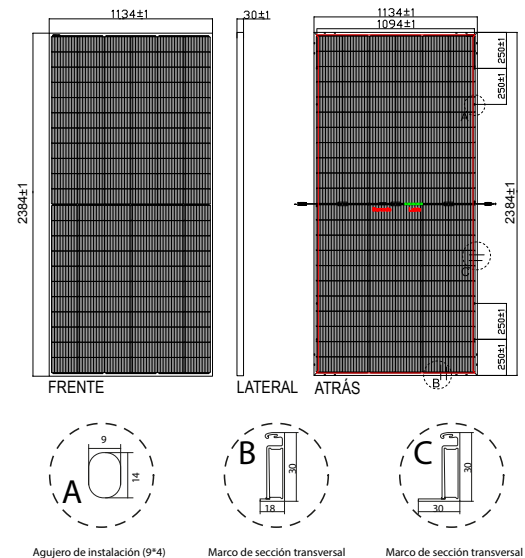 1134±1
30±1
1134±1
1094±1
250±1
250±1
A
2384±1
2384±1
C
250±1
250±1
B
FRENTE
LATERAL
ATRÁS
9
14
A
B
30
18
C
30
30
Agujero de instalación (9*4)
Marco de sección transversal
Marco de sección transversal